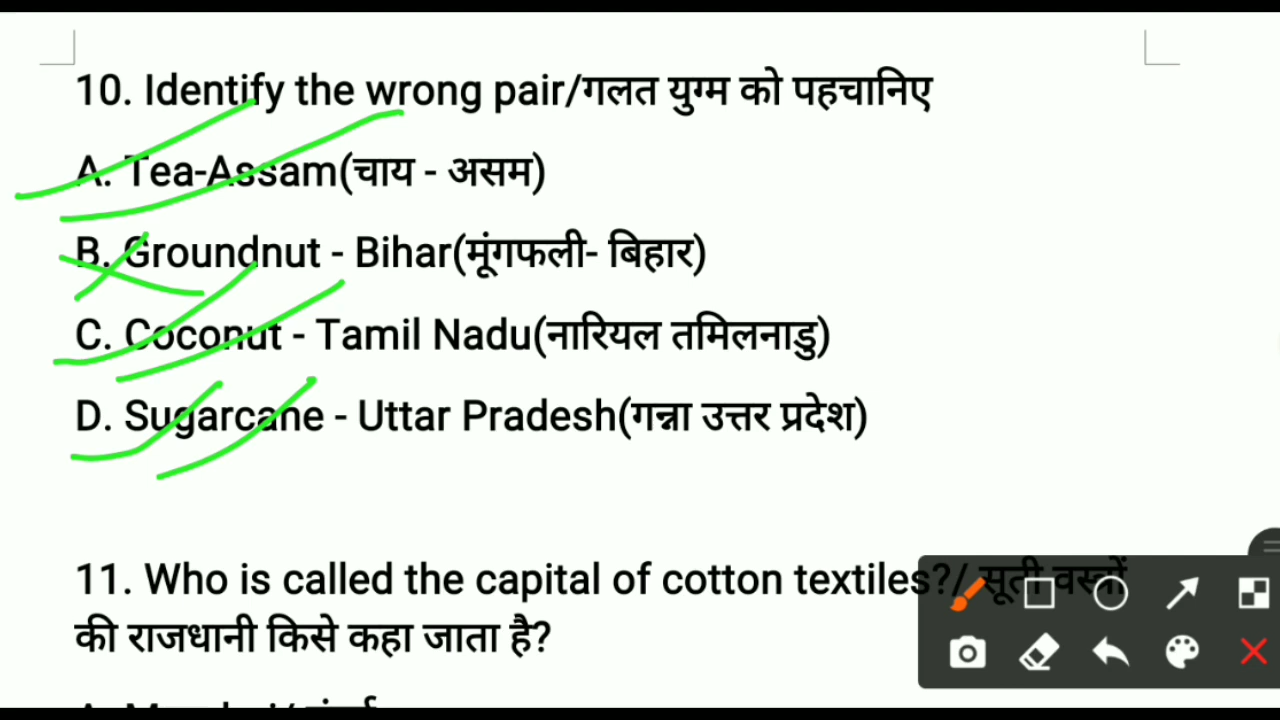 10. Identify the wrong pair/गलत युग्म को पहचानिए
A. Tea-Assam(चाय - असम)
B. Groundnut - Bihar(मूंगफली- बिहार)
C. Coconut - Tamil Nadu(नारियल तमिलनाडु)
D. Sugarcane - Uttar Pradesh(गन्ना उत्तर प्रदेश)
11. Who is called the capital of cotton textiles?/ सूती वस्त्रों
की राजधानी किसे कहा जाता है?